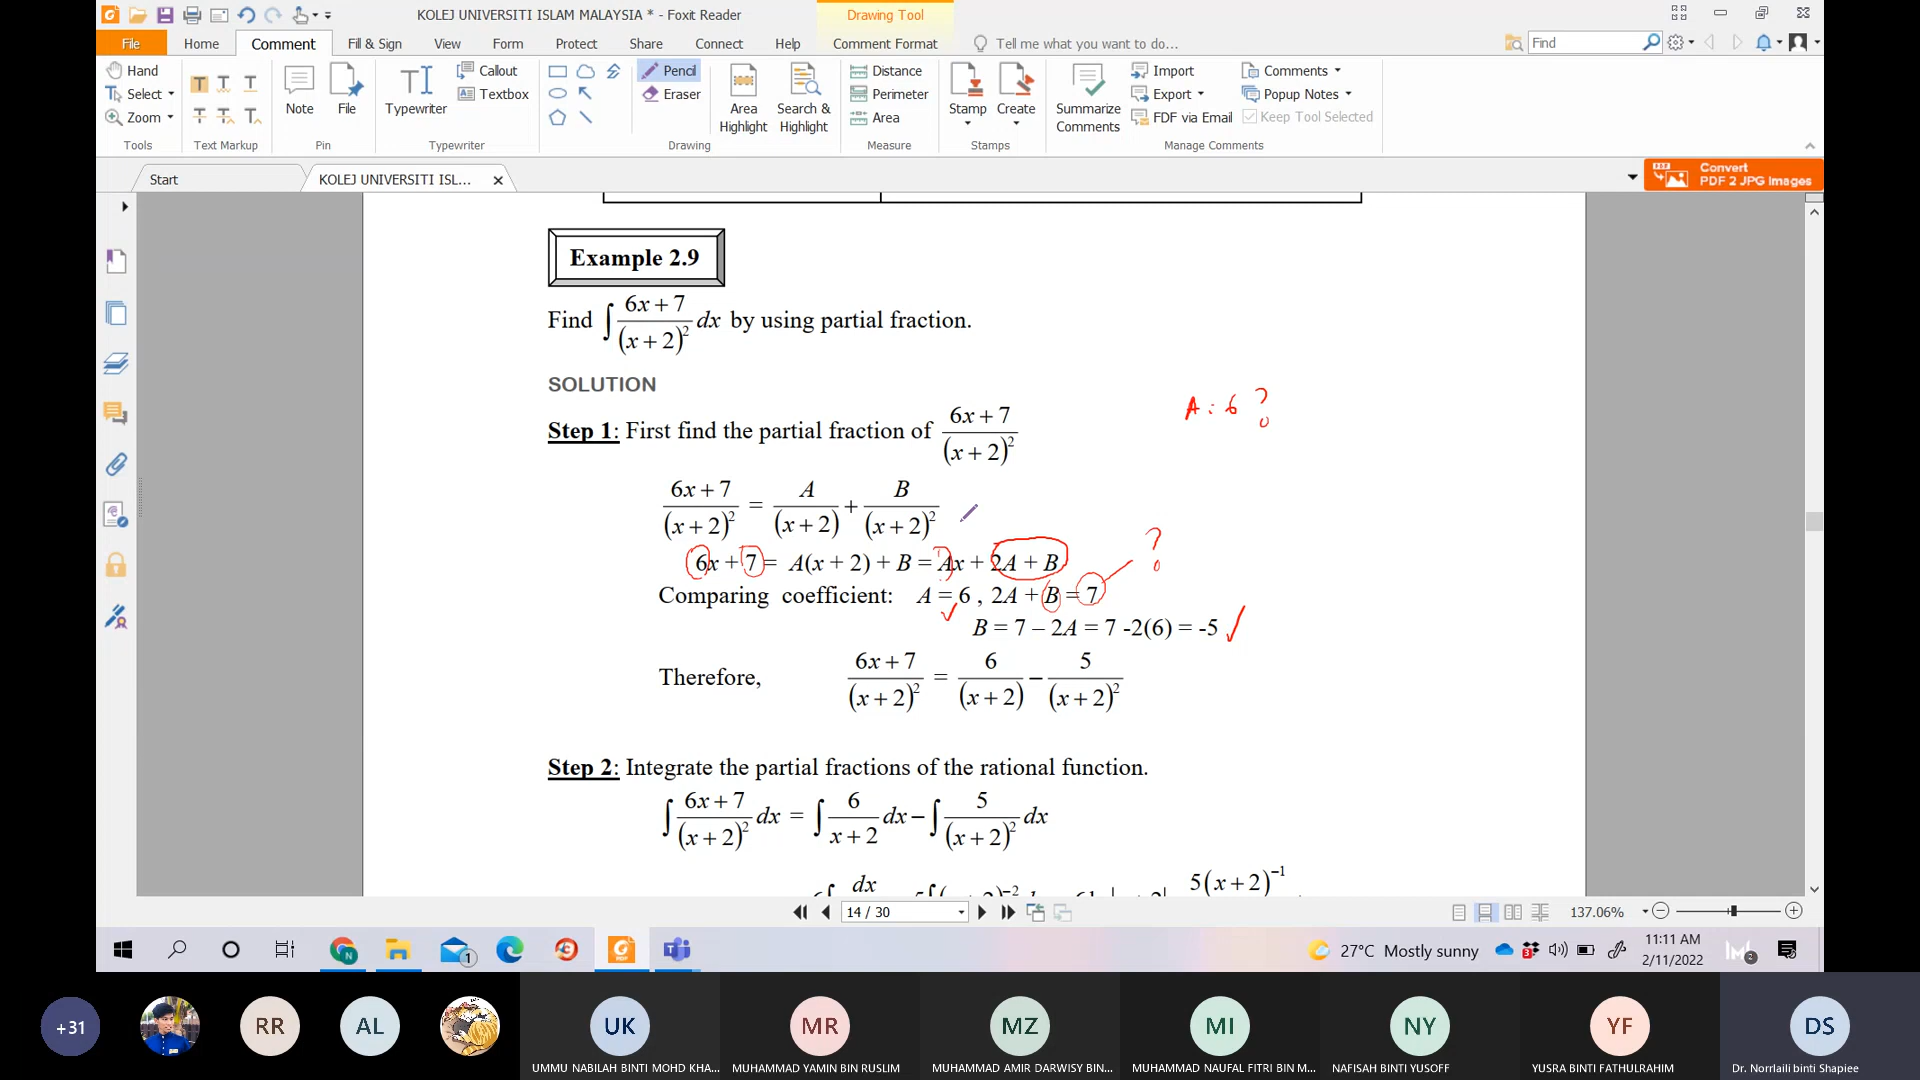 KOLEJ UNIVERSITI ISLAM MALAYSIA * - Foxit Reader
Drawing Tool
File Home Comment Fill & Sign View Form Protect Share Connect Help Comment Format Tell me what you want to do... Find
Hand
Select
Zoom
Tools
Text Markup
Note
File
Pin
Typewriter
Callout
Textbox
Typewriter
Pencil
Eraser
Area Highlight
Search & Highlight
Drawing
Distance
Perimeter
Area
Measure
Stamp
Create
Stamps
Summarize Comments
Import
Export
FDF via Email
Comments
Popup Notes
Keep Tool Selected
Manage Comments
Start
KOLEJ UNIVERSITI ISL...
Convert
PDF 2 JPG Images
Example 2.9
Find ∫ (6x + 7)/(x + 2)² dx by using partial fraction.
SOLUTION
A = 6 ?
Step 1: First find the partial fraction of (6x + 7)/(x + 2)²
(6x + 7)/(x + 2)² = A/(x + 2) + B/(x + 2)²
?
6x + 7 = A(x + 2) + B = Ax + 2A + B
Comparing coefficient: A = 6 , 2A + B = 7
B = 7 – 2A = 7 -2(6) = -5
Therefore, (6x + 7)/(x + 2)² = 6/(x + 2) − 5/(x + 2)²
Step 2: Integrate the partial fractions of the rational function.
∫ (6x + 7)/(x + 2)² dx = ∫ 6/(x + 2) dx − ∫ 5/(x + 2)² dx
dx
5(x + 2)⁻¹
14 / 30
137.06%
1
27°C Mostly sunny
3
11:11 AM
2/11/2022
2
+31
RR
AL
UK
MR
MZ
MI
NY
YF
DS
UMMU NABILAH BINTI MOHD KHA...
MUHAMMAD YAMIN BIN RUSLIM
MUHAMMAD AMIR DARWISY BIN...
MUHAMMAD NAUFAL FITRI BIN M...
NAFISAH BINTI YUSOFF
YUSRA BINTI FATHULRAHIM
Dr. Norrlaili binti Shapiee